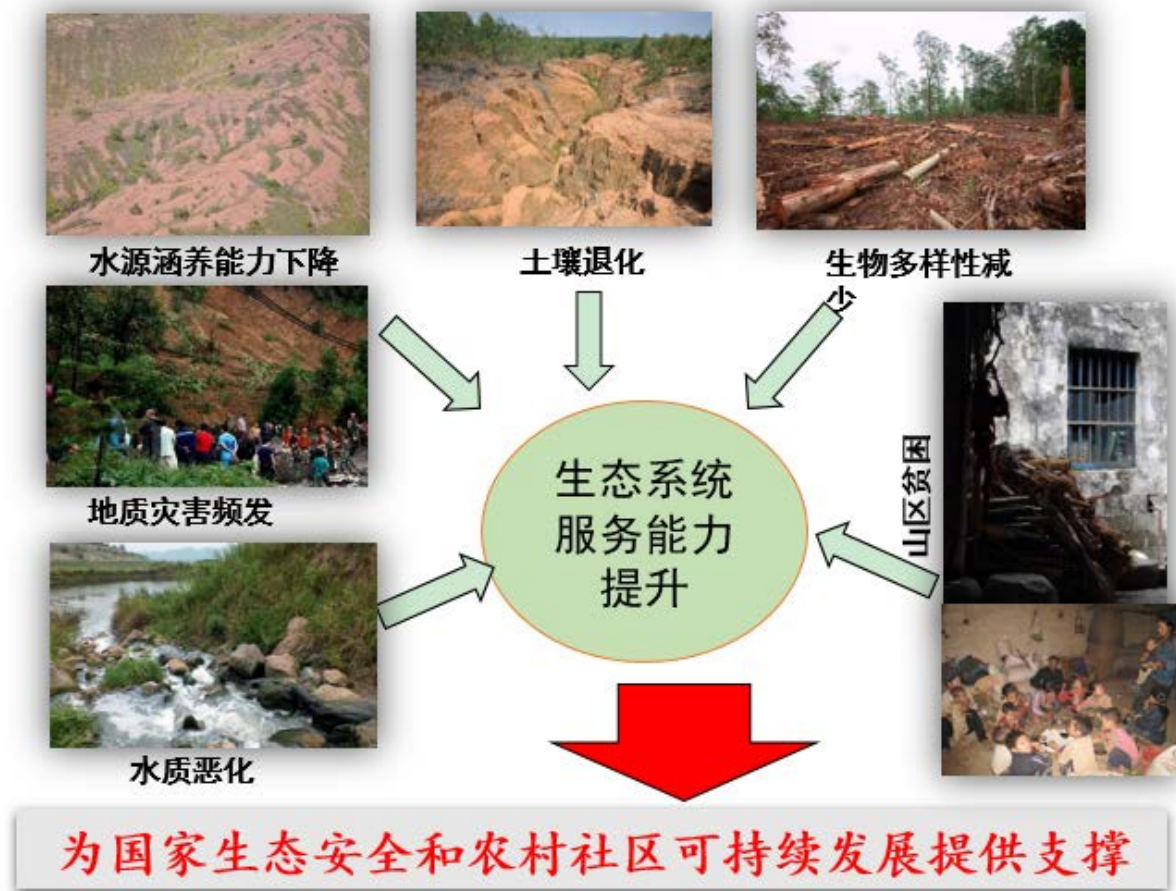 水源涵养能力下降
土壤退化
生物多样性减
少
地质灾害频发
山区贫困
生态系统
服务能力
提升
水质恶化
为国家生态安全和农村社区可持续发展提供支撑